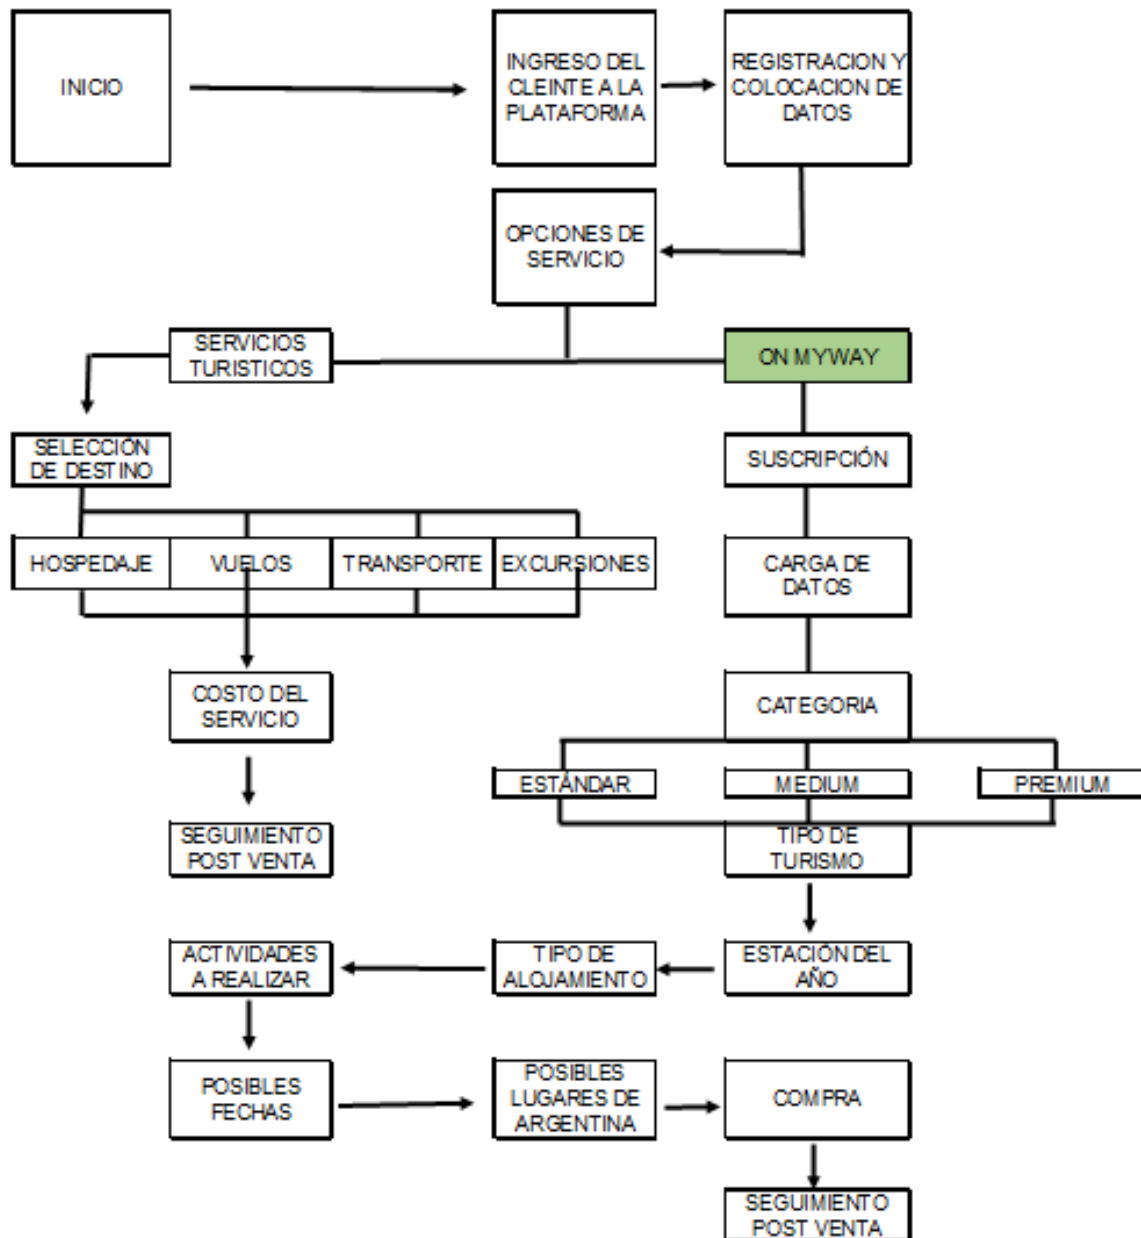 INICIO
INGRESO DEL
CLEINTE A LA
PLATAFORMA
REGISTRACION Y
COLOCACION DE
DATOS
OPCIONES DE
SERVICIO
SERVICIOS
TURISTICOS
ON MYWAY
SELECCIÓN
DE DESTINO
SUSCRIPCIÓN
HOSPEDAJE
VUELOS
TRANSPORTE
EXCURSIONES
CARGA DE
DATOS
COSTO DEL
SERVICIO
CATEGORIA
ESTÁNDAR
MEDIUM
PREMIUM
SEGUIMIENTO
POST VENTA
TIPO DE
TURISMO
ACTIVIDADES
A REALIZAR
TIPO DE
ALOJAMIENTO
ESTACIÓN DEL
AÑO
POSIBLES
FECHAS
POSIBLES
LUGARES DE
ARGENTINA
COMPRA
SEGUIMIENTO
POST VENTA